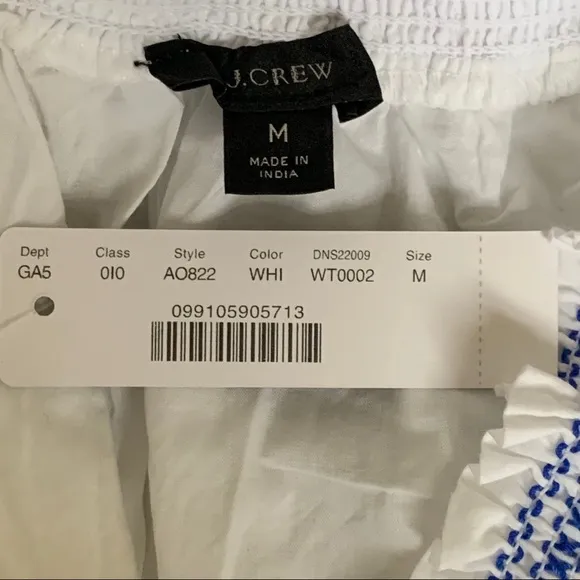 J.CREW
M
MADE IN
INDIA
Dept Class Style Color DNS22009 Size
GA5 0I0 AO822 WHI WT0002 M
099105905713